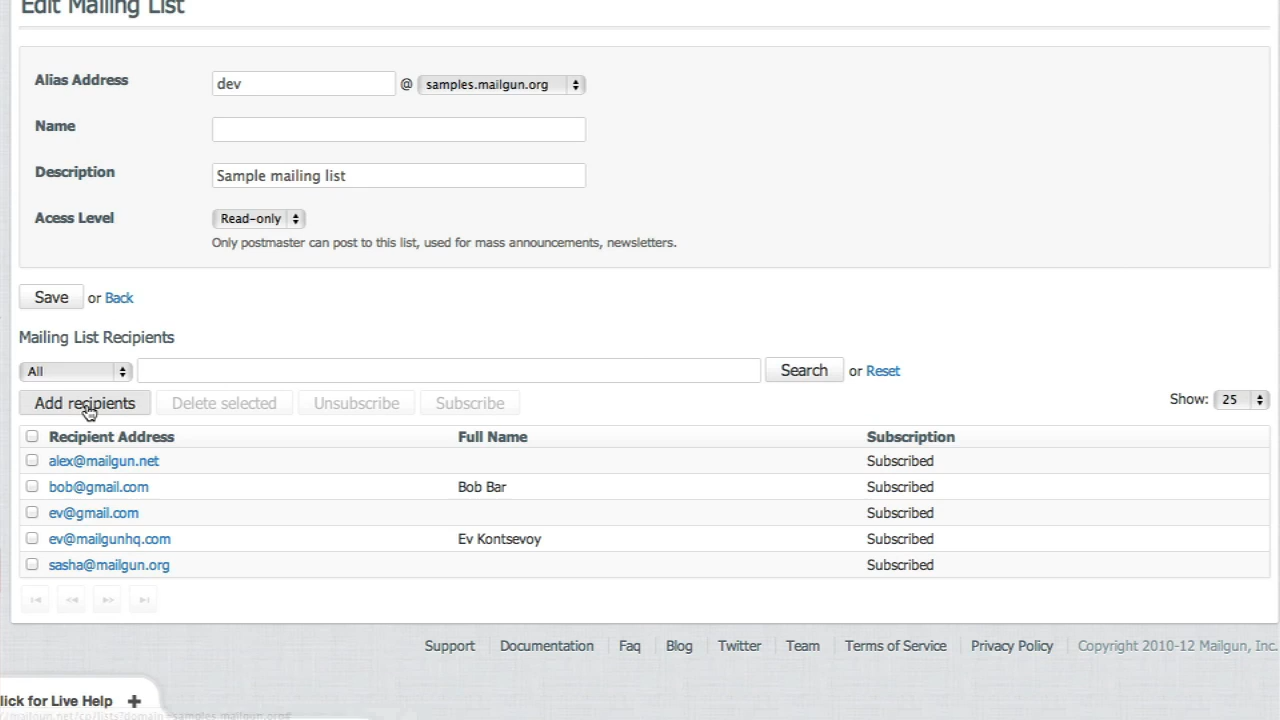 Edit Mailing List
Alias Address dev @ samples.mailgun.org
Name
Description Sample mailing list
Acess Level Read-only
Only postmaster can post to this list, used for mass announcements, newsletters.
Save or Back
Mailing List Recipients
All Search or Reset
Add recipients Delete selected Unsubscribe Subscribe Show: 25
Recipient Address Full Name Subscription
alex@mailgun.net Subscribed
bob@gmail.com Bob Bar Subscribed
ev@gmail.com Subscribed
ev@mailgunhq.com Ev Kontsevoy Subscribed
sasha@mailgun.org Subscribed
Support Documentation Faq Blog Twitter Team Terms of Service Privacy Policy Copyright 2010-12 Mailgun, Inc.
lick for Live Help